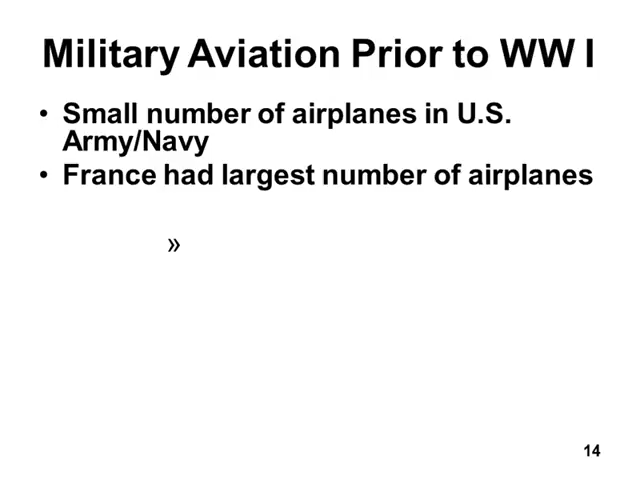 Military Aviation Prior to WW I
• Small number of airplanes in U.S.
Army/Navy
• France had largest number of airplanes
»
14